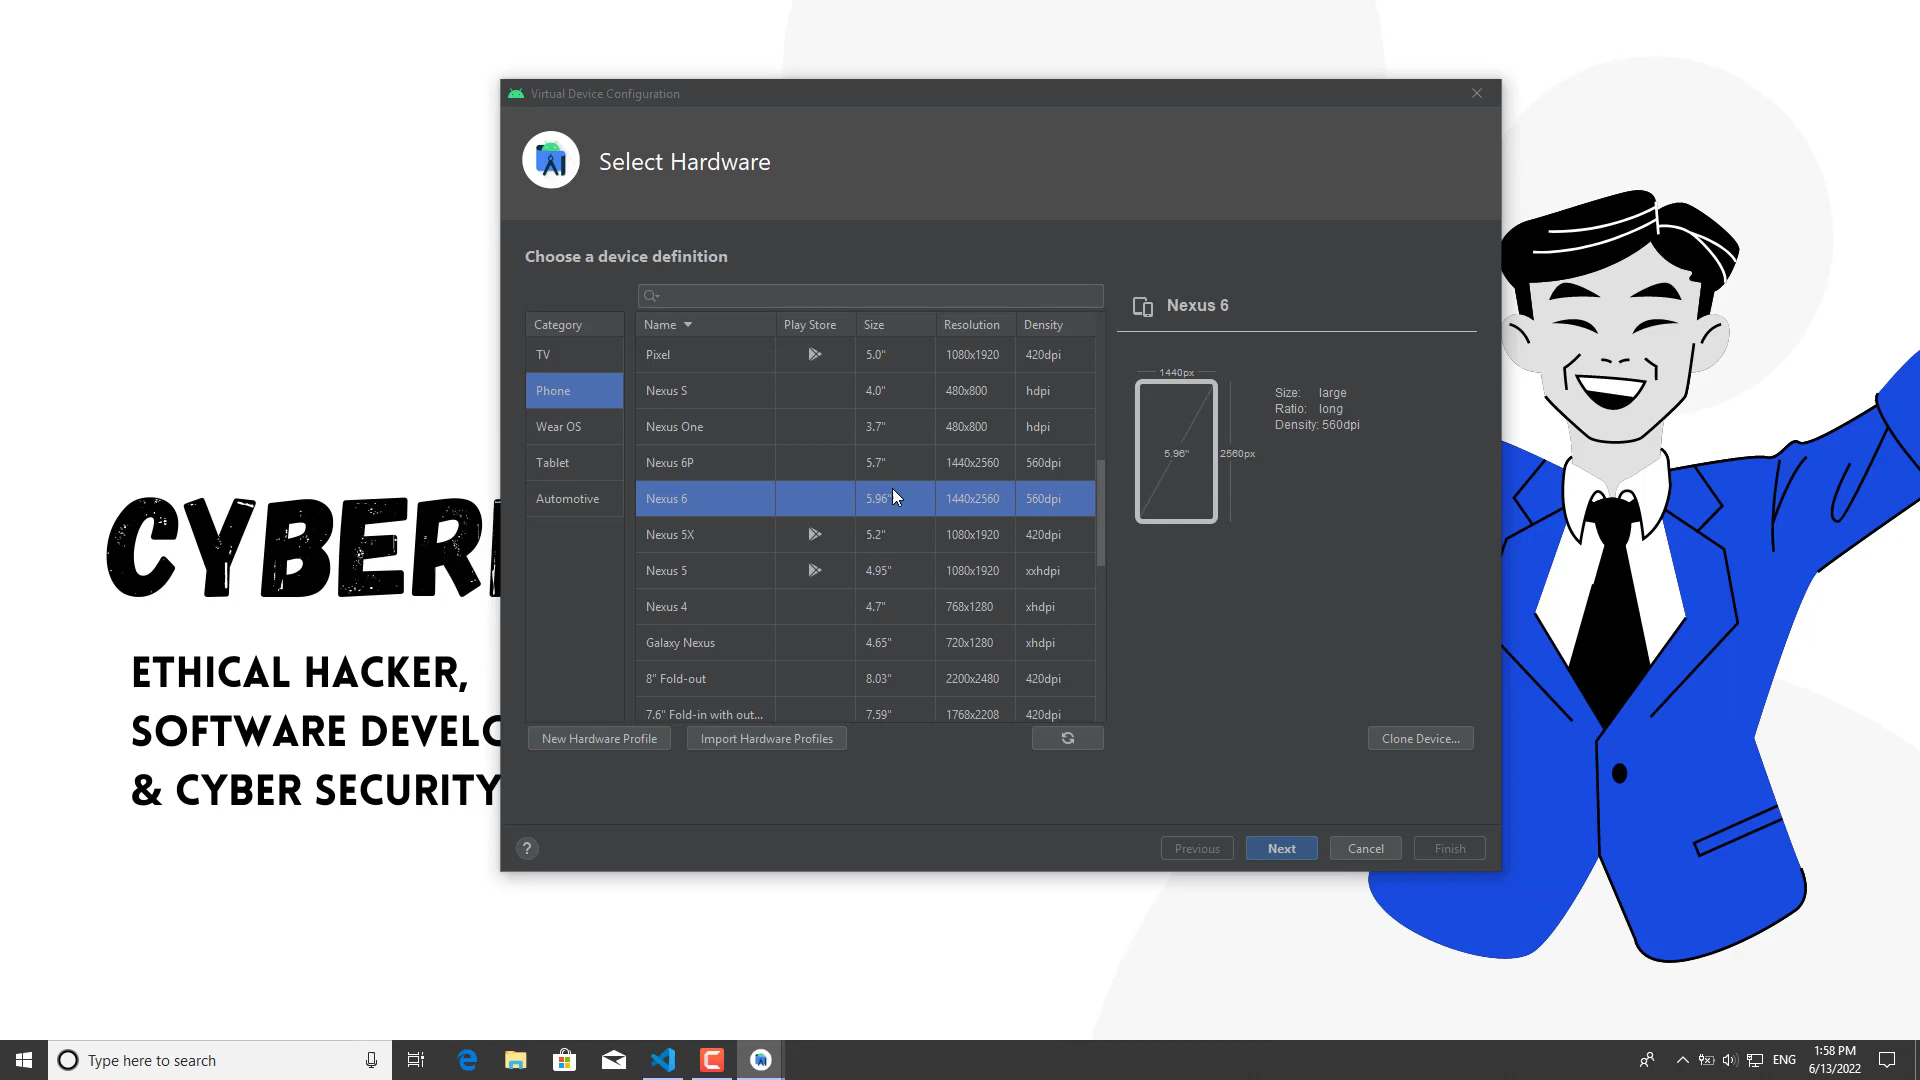 Virtual Device Configuration
Select Hardware
Choose a device definition
Category
TV
Phone
Wear OS
Tablet
Automotive
Name Play Store Size Resolution Density
Pixel 5.0" 1080x1920 420dpi
Nexus S 4.0" 480x800 hdpi
Nexus One 3.7" 480x800 hdpi
Nexus 6P 5.7" 1440x2560 560dpi
Nexus 6 5.96" 1440x2560 560dpi
Nexus 5X 5.2" 1080x1920 420dpi
Nexus 5 4.95" 1080x1920 xxhdpi
Nexus 4 4.7" 768x1280 xhdpi
Galaxy Nexus 4.65" 720x1280 xhdpi
8" Fold-out 8.03" 2200x2480 420dpi
7.6" Fold-in with out... 7.59" 1768x2208 420dpi
New Hardware Profile Import Hardware Profiles
Nexus 6
1440px
5.96"
2560px
Size: large
Ratio: long
Density: 560dpi
Clone Device...
? Previous Next Cancel Finish
CYBER
ETHICAL HACKER,
SOFTWARE DEVELO
& CYBER SECURITY
Type here to search
ENG
1:58 PM
6/13/2022